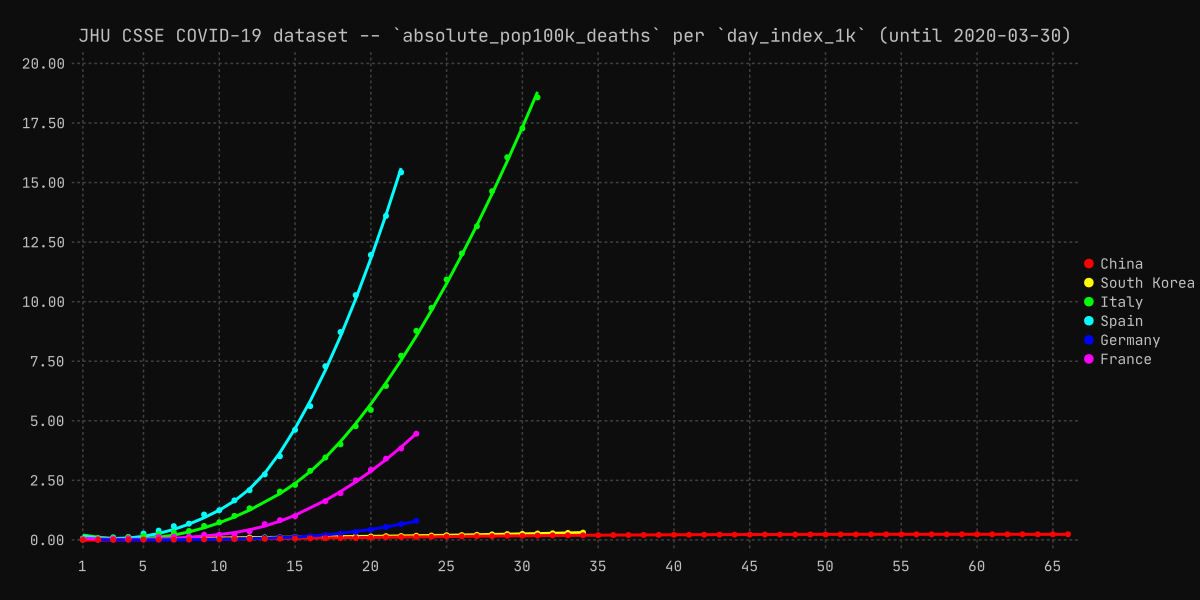 JHU CSSE COVID-19 dataset -- `absolute_pop100k_deaths` per `day_index_1k` (until 2020-03-30)
20.00
17.50
15.00
12.50
10.00
7.50
5.00
2.50
0.00
1 5 10 15 20 25 30 35 40 45 50 55 60 65
China
South Korea
Italy
Spain
Germany
France